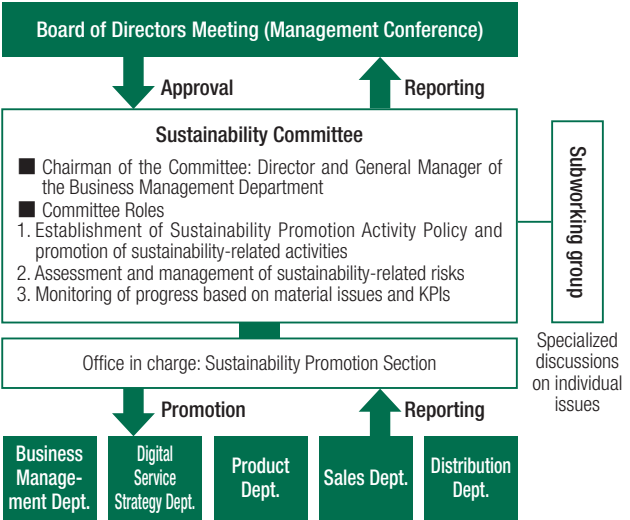 Board of Directors Meeting (Management Conference)
Approval
Reporting
Sustainability Committee
■ Chairman of the Committee: Director and General Manager of
the Business Management Department
■ Committee Roles
1. Establishment of Sustainability Promotion Activity Policy and
promotion of sustainability-related activities
2. Assessment and management of sustainability-related risks
3. Monitoring of progress based on material issues and KPIs
Subworking group
Specialized
discussions
on individual
issues
Office in charge: Sustainability Promotion Section
Promotion
Reporting
Business
Manage-
ment Dept.
Digital
Service
Strategy Dept.
Product
Dept.
Sales Dept.
Distribution
Dept.